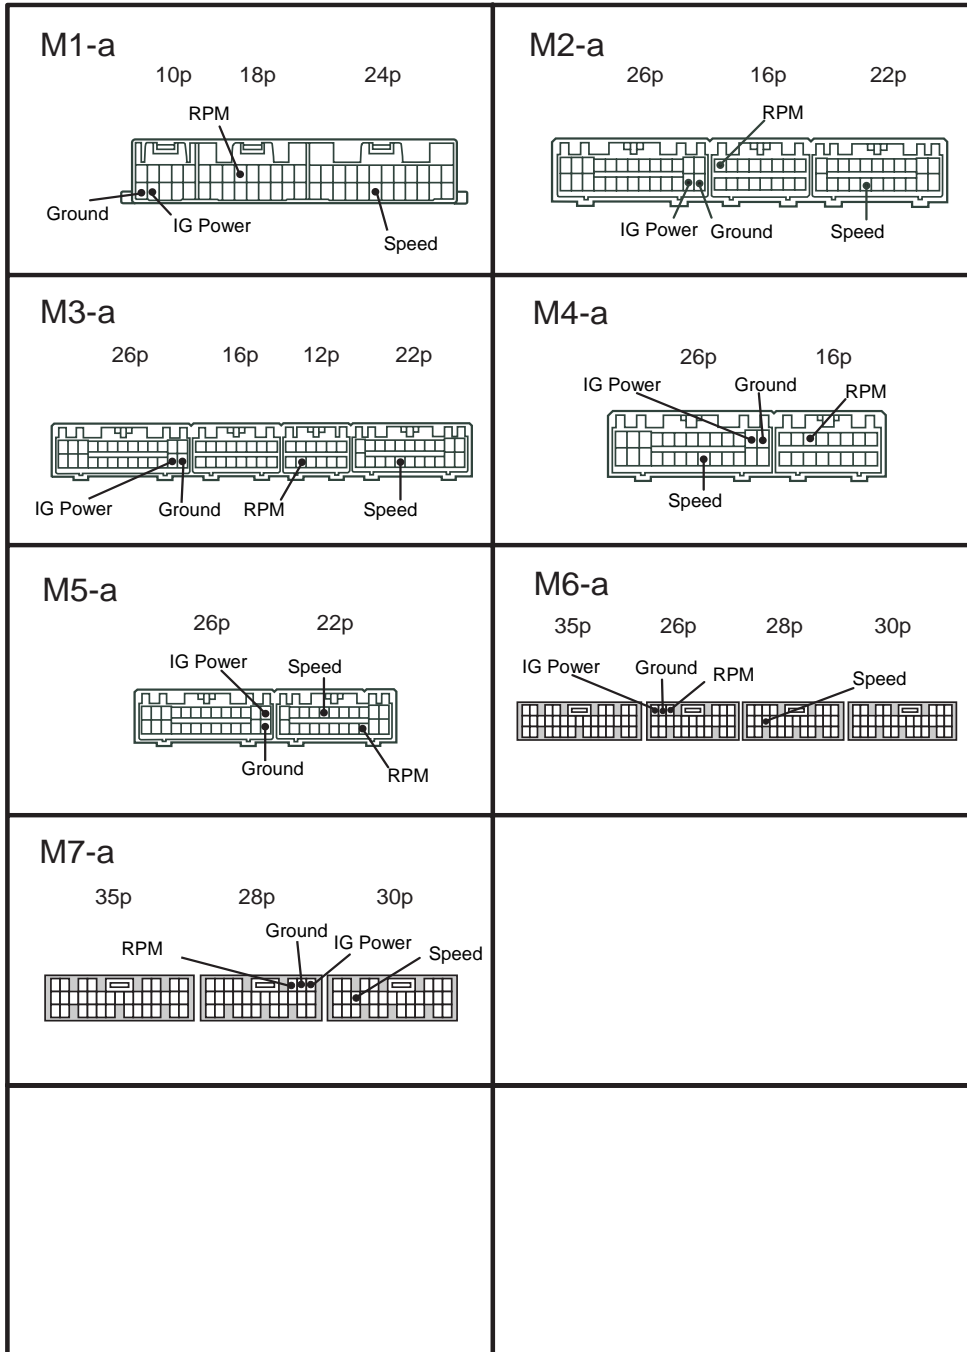 M1-a
10p 18p 24p
RPM
Ground
IG Power
Speed
M2-a
26p 16p 22p
RPM
IG Power Ground Speed
M3-a
26p 16p 12p 22p
IG Power Ground RPM Speed
M4-a
26p 16p
IG Power Ground RPM
Speed
M5-a
26p 22p
IG Power Speed
Ground RPM
M6-a
35p 26p 28p 30p
IG Power Ground RPM Speed
M7-a
35p 28p 30p
RPM Ground IG Power Speed